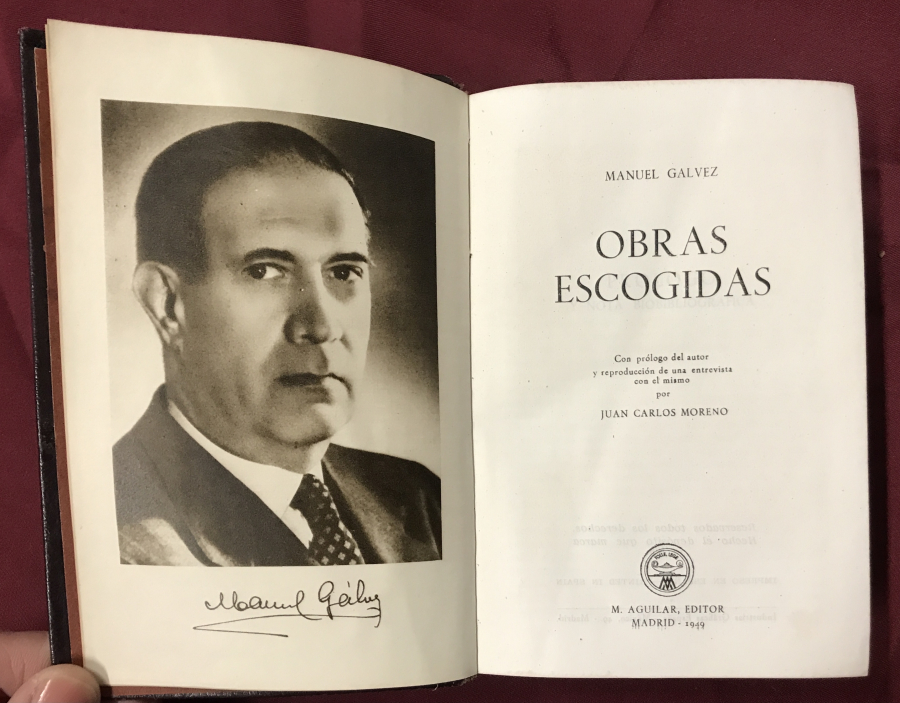 Manuel Gálvez
MANUEL GALVEZ
OBRAS
ESCOGIDAS
Con prólogo del autor
y reproducción de una entrevista
con el mismo
por
JUAN CARLOS MORENO
M. AGUILAR, EDITOR
MADRID - 1949